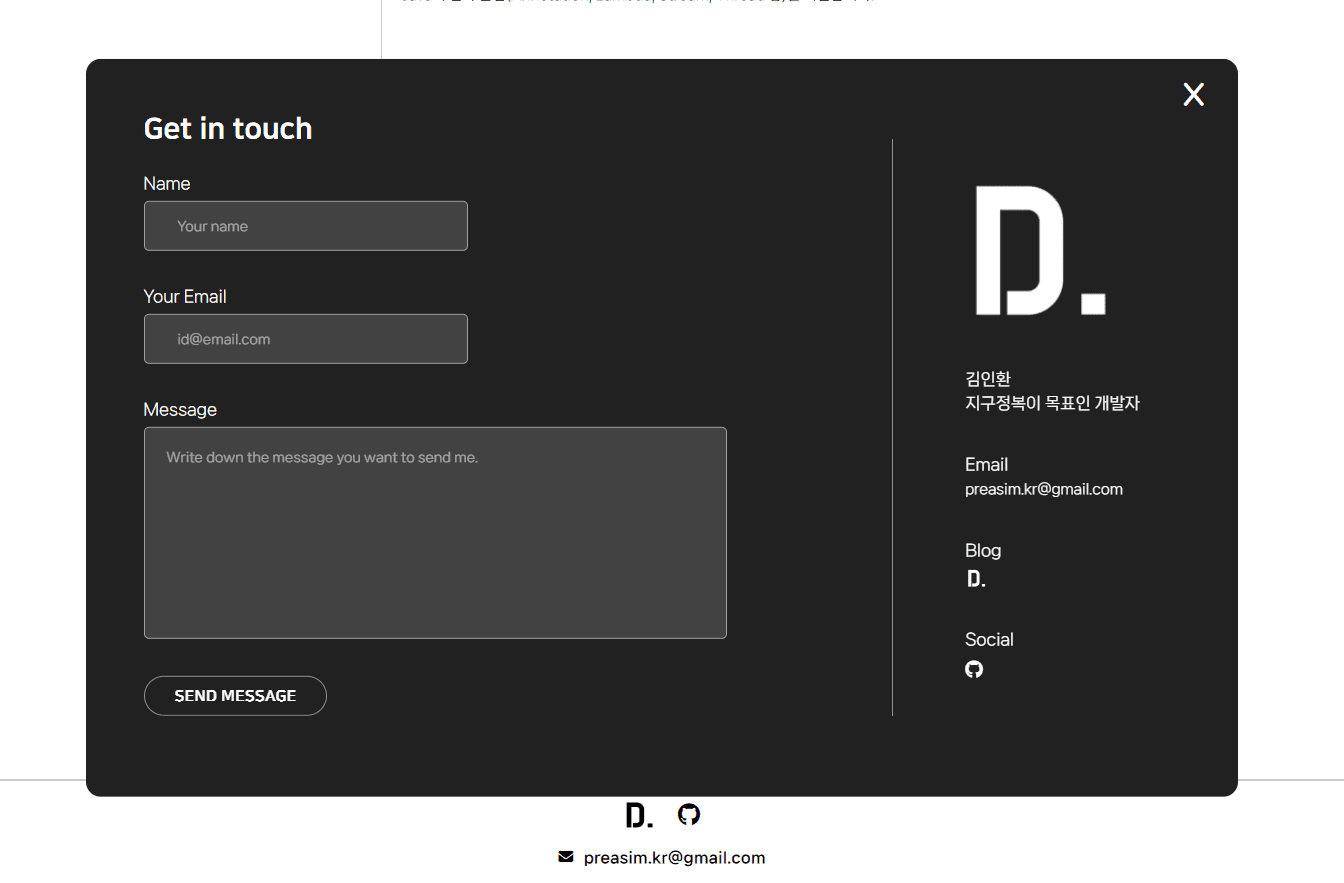 Get in touch
Name
Your name
Your Email
id@email.com
Message
Write down the message you want to send me.
SEND MESSAGE
X
D.
김인환
지구정복이 목표인 개발자
Email
preasim.kr@gmail.com
Blog
D.
Social
D.
preasim.kr@gmail.com